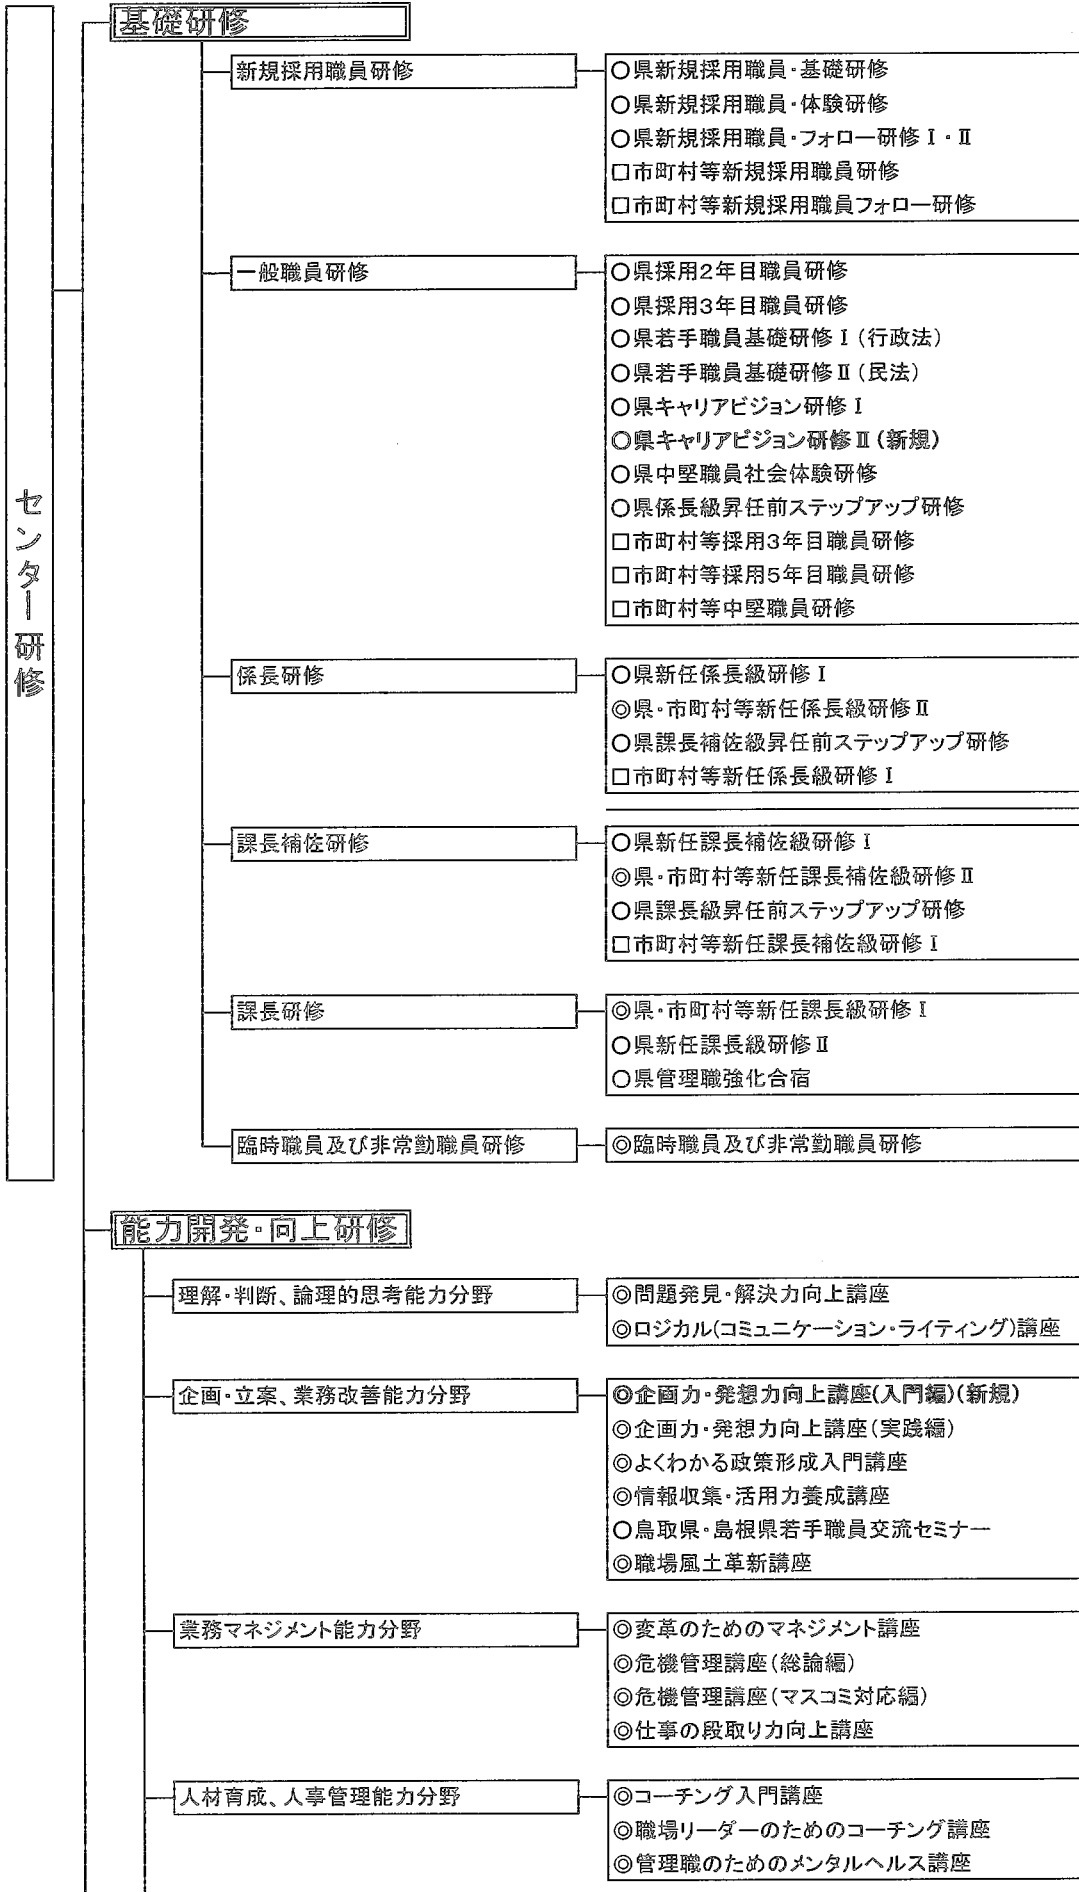 センター研修
基礎研修
新規採用職員研修
○県新規採用職員・基礎研修
○県新規採用職員・体験研修
○県新規採用職員・フォロー研修Ⅰ・Ⅱ
□市町村等新規採用職員研修
□市町村等新規採用職員フォロー研修
一般職員研修
○県採用2年目職員研修
○県採用3年目職員研修
○県若手職員基礎研修Ⅰ(行政法)
○県若手職員基礎研修Ⅱ(民法)
○県キャリアビジョン研修Ⅰ
○県キャリアビジョン研修Ⅱ(新規)
○県中堅職員社会体験研修
○県係長級昇任前ステップアップ研修
□市町村等採用3年目職員研修
□市町村等採用5年目職員研修
□市町村等中堅職員研修
係長研修
○県新任係長級研修Ⅰ
◎県・市町村等新任係長級研修Ⅱ
○県課長補佐級昇任前ステップアップ研修
□市町村等新任係長級研修Ⅰ
課長補佐研修
○県新任課長補佐級研修Ⅰ
◎県・市町村等新任課長補佐級研修Ⅱ
○県課長級昇任前ステップアップ研修
□市町村等新任課長補佐級研修Ⅰ
課長研修
◎県・市町村等新任課長級研修Ⅰ
○県新任課長級研修Ⅱ
○県管理職強化合宿
臨時職員及び非常勤職員研修
◎臨時職員及び非常勤職員研修
能力開発・向上研修
理解・判断、論理的思考能力分野
◎問題発見・解決力向上講座
◎ロジカル(コミュニケーション・ライティング)講座
企画・立案、業務改善能力分野
◎企画力・発想力向上講座(入門編)(新規)
◎企画力・発想力向上講座(実践編)
◎よくわかる政策形成入門講座
◎情報収集・活用力養成講座
○鳥取県・島根県若手職員交流セミナー
◎職場風土革新講座
業務マネジメント能力分野
◎変革のためのマネジメント講座
◎危機管理講座(総論編)
◎危機管理講座(マスコミ対応編)
◎仕事の段取り力向上講座
人材育成、人事管理能力分野
◎コーチング入門講座
◎職場リーダーのためのコーチング講座
◎管理職のためのメンタルヘルス講座